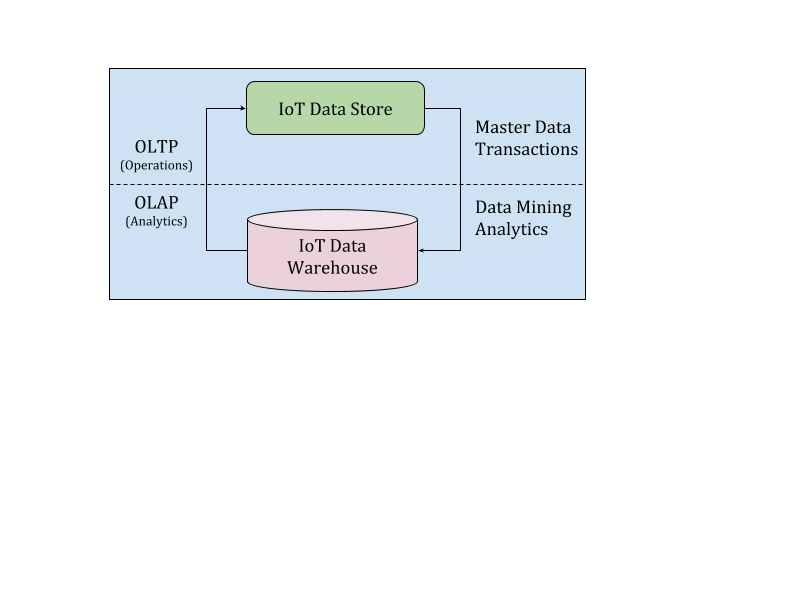 IoT Data Store
Master Data
Transactions
OLTP
(Operations)
OLAP
(Analytics)
Data Mining
Analytics
IoT Data
Warehouse